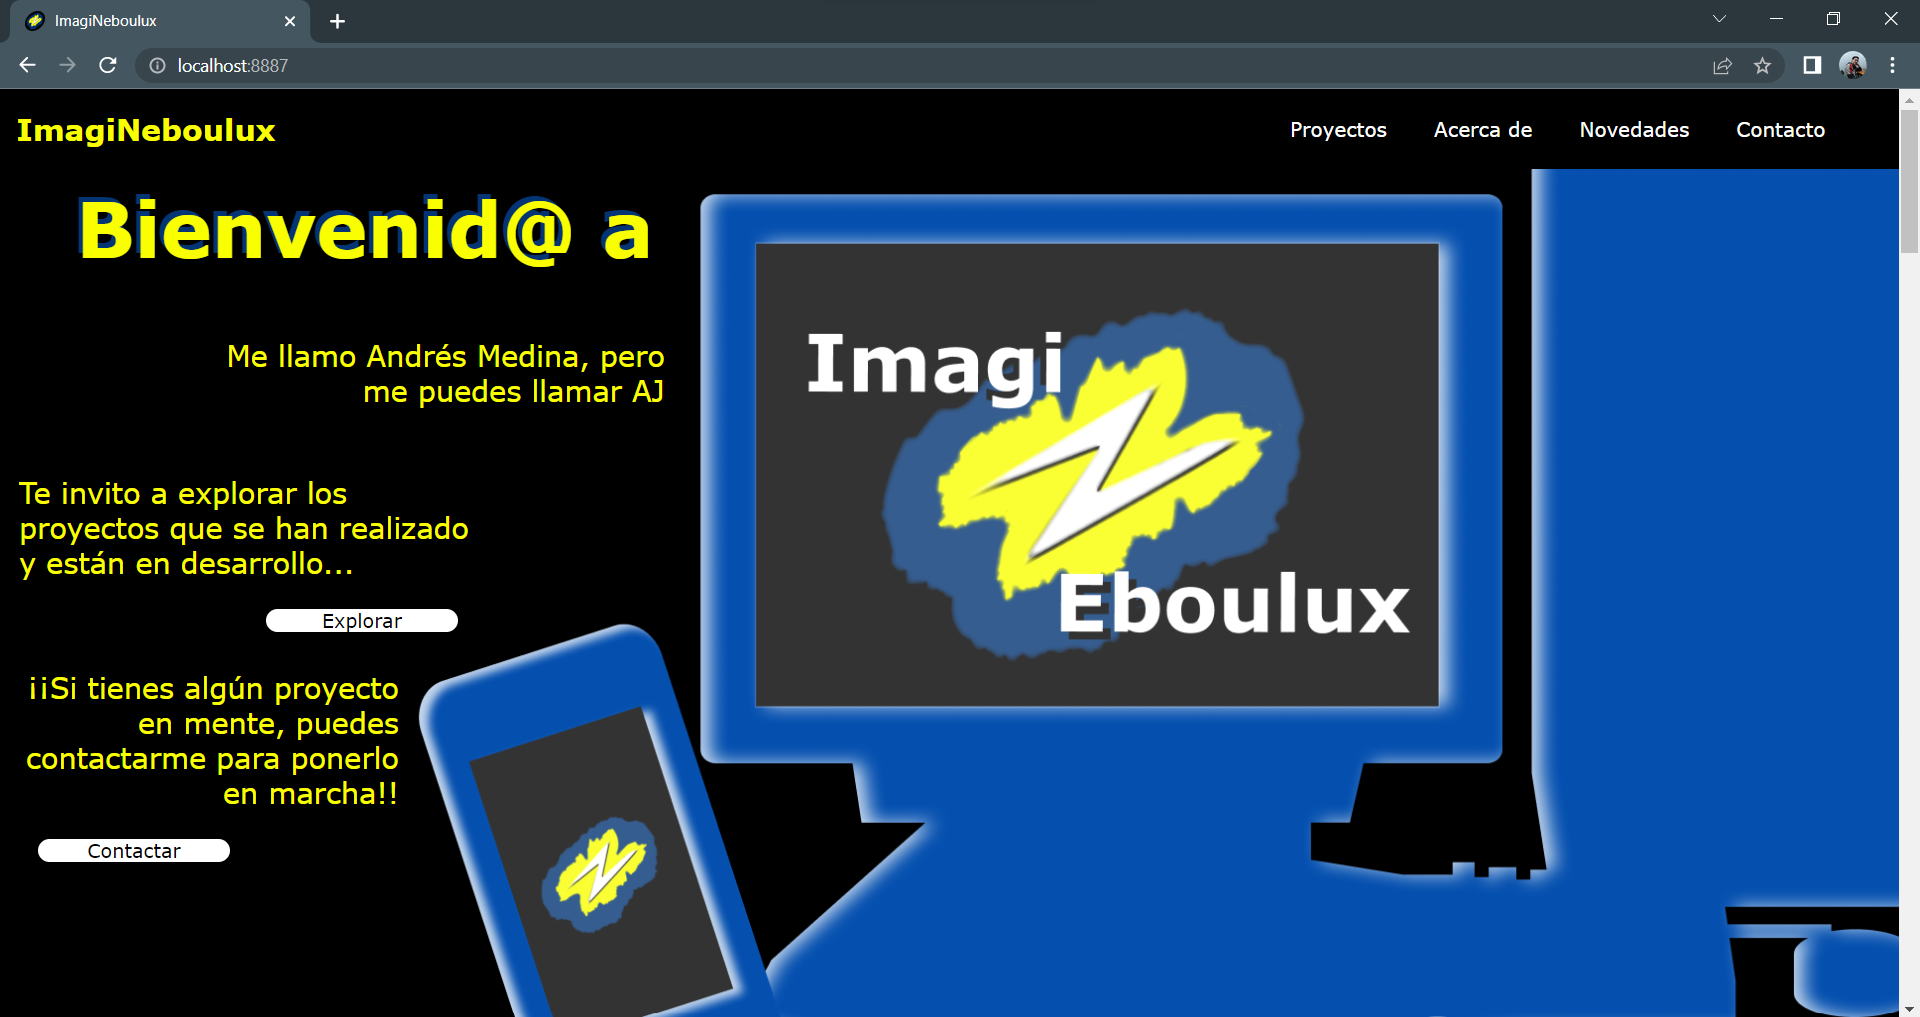 ImagiNeboulux
localhost:8887
ImagiNeboulux
Proyectos
Acerca de
Novedades
Contacto
Bienvenid@ a
Me llamo Andrés Medina, pero
me puedes llamar AJ
Te invito a explorar los
proyectos que se han realizado
y están en desarrollo...
Explorar
¡¡Si tienes algún proyecto
en mente, puedes
contactarme para ponerlo
en marcha!!
Contactar
Imagi
N
Eboulux
N